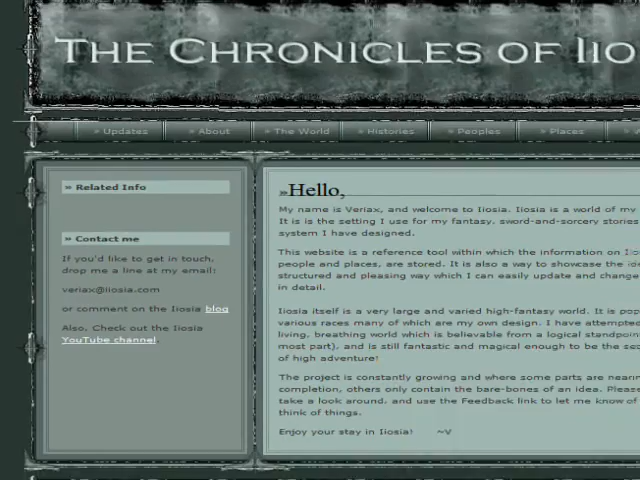 THE CHRONICLES OF IIO
» Updates
» About
» The World
» Histories
» Peoples
» Places
» Related Info
» Contact me
If you'd like to get in touch,
drop me a line at my email:
veriax@iiosia.com
or comment on the Iiosia blog
Also, Check out the Iiosia
YouTube channel.
»Hello,
My name is Veriax, and welcome to Iiosia. Iiosia is a world of my
It is is the setting I use for my fantasy, sword-and-sorcery stories
system I have designed.
This website is a reference tool within which the information on Iio
people and places, are stored. It is also a way to showcase the ide
structured and pleasing way which I can easily update and change
in detail.
Iiosia itself is a very large and varied high-fantasy world. It is pop
various races many of which are my own design. I have attempted
living, breathing world which is believable from a logical standpoin
most part), and is still fantastic and magical enough to be the sec
of high adventure!
The project is constantly growing and where some parts are nearin
completion, others only contain the bare-bones of an idea. Please
take a look around, and use the Feedback link to let me know of
think of things.
Enjoy your stay in Iiosia! ~V